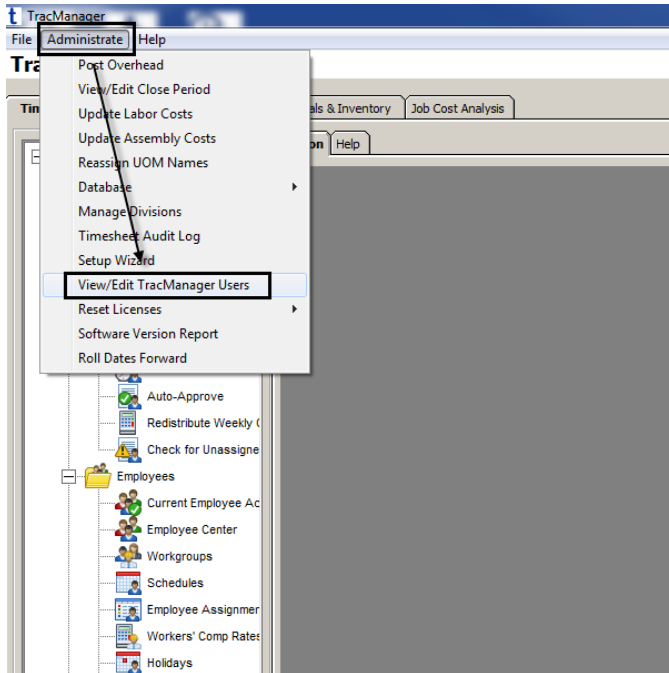 t TracManager
File Administrate Help
Tra
Post Overhead
View/Edit Close Period
Tim
Update Labor Costs
als & Inventory
Job Cost Analysis
Update Assembly Costs
on
Help
Reassign UOM Names
Database
Manage Divisions
Timesheet Audit Log
Setup Wizard
View/Edit TracManager Users
Reset Licenses
Software Version Report
Roll Dates Forward
Auto-Approve
Redistribute Weekly (
Check for Unassigne
Employees
Current Employee Ac
Employee Center
Workgroups
Schedules
Employee Assignmer
Workers' Comp Rates
Holidays